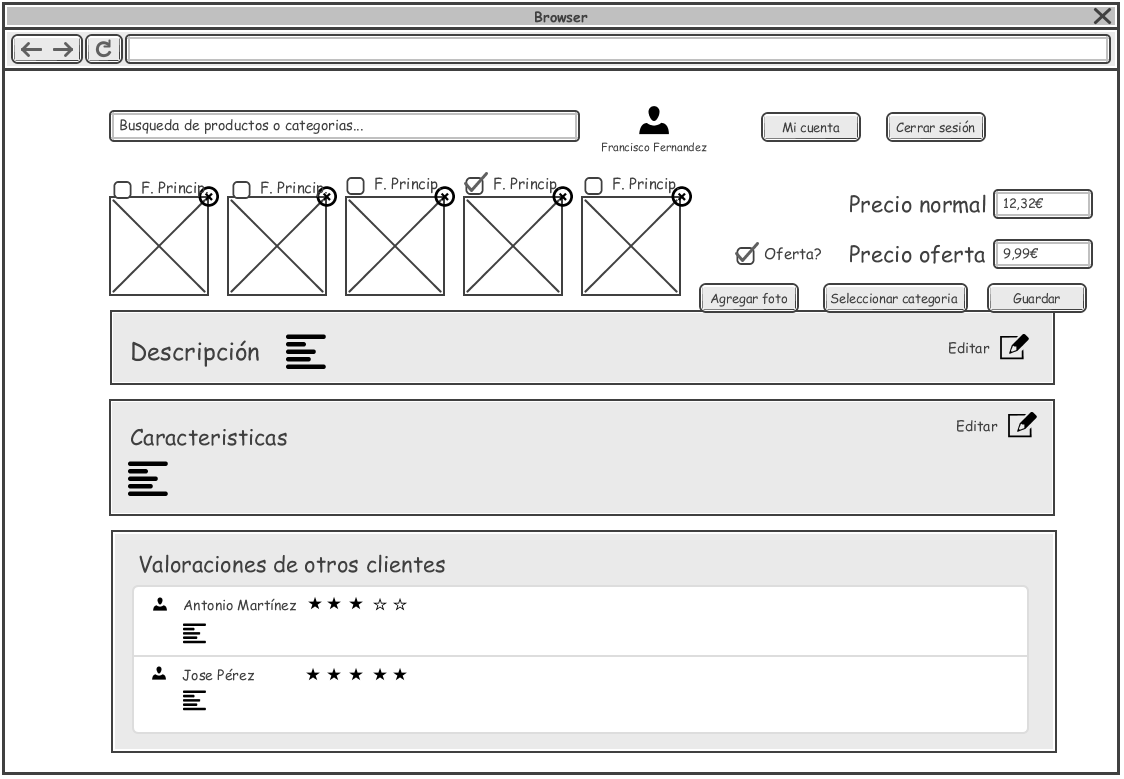 Browser
Busqueda de productos o categorias...
Francisco Fernandez
Mi cuenta
Cerrar sesión
F. Princip
F. Princip
F. Princip
F. Princip
F. Princip
Precio normal 12,32€
Oferta? Precio oferta 9,99€
Agregar foto
Seleccionar categoria
Guardar
Descripción
Editar
Caracteristicas
Editar
Valoraciones de otros clientes
Antonio Martínez
Jose Pérez